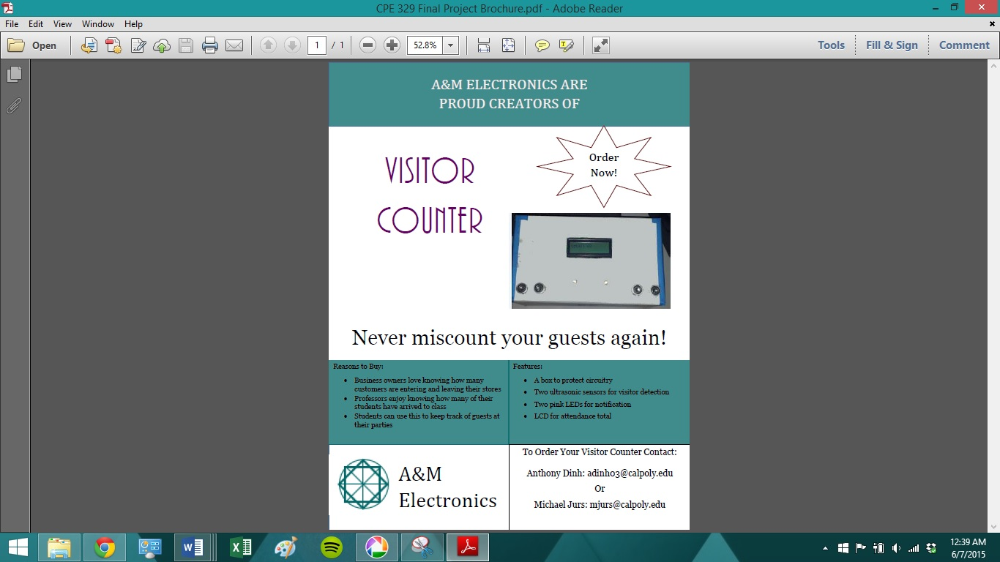 CPE 329 Final Project Brochure.pdf - Adobe Reader
File Edit View Window Help
Open 1 / 1 52.8% Tools Fill & Sign Comment
A&M ELECTRONICS ARE
PROUD CREATORS OF
VISITOR
COUNTER
Order
Now!
Never miscount your guests again!
Reasons to Buy:
• Business owners love knowing how many
customers are entering and leaving their stores
• Professors enjoy knowing how many of their
students have arrived to class
• Students can use this to keep track of guests at
their parties
Features:
• A box to protect circuitry
• Two ultrasonic sensors for visitor detection
• Two pink LEDs for notification
• LCD for attendance total
A&M
Electronics
To Order Your Visitor Counter Contact:
Anthony Dinh: adinh03@calpoly.edu
Or
Michael Jurs: mjurs@calpoly.edu
12:39 AM
6/7/2015